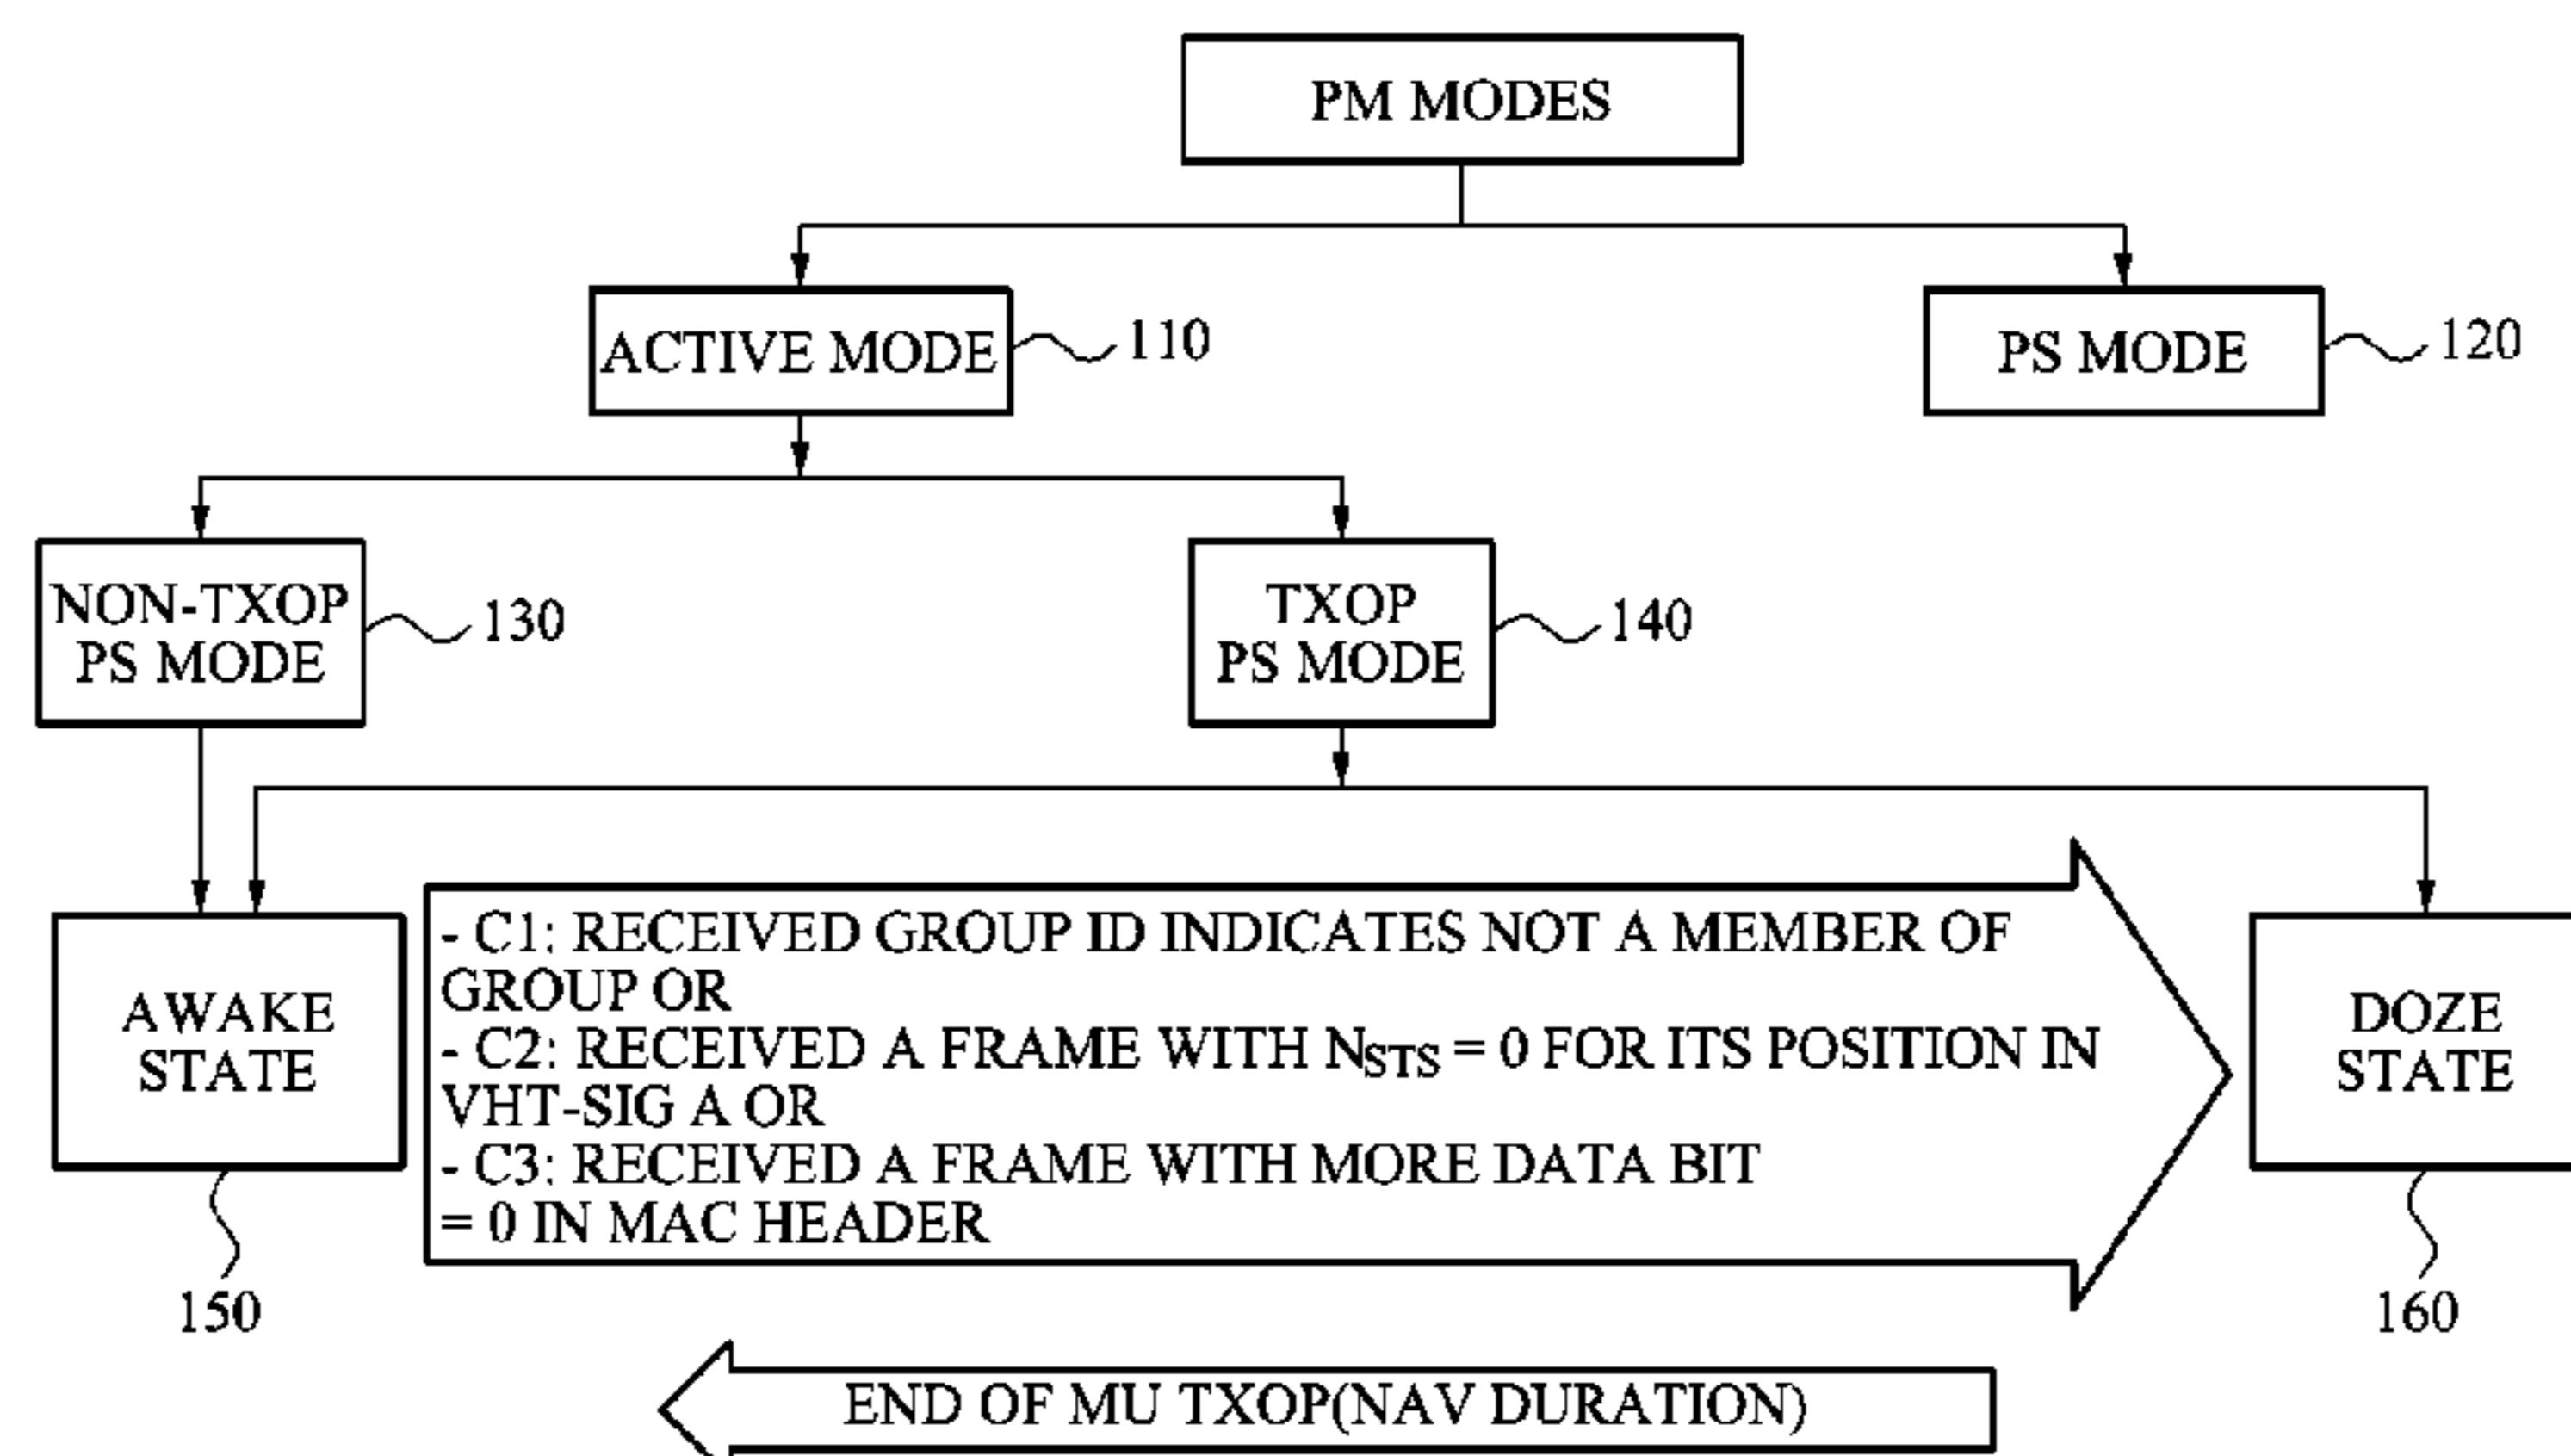 PM MODES
ACTIVE MODE
110
PS MODE
120
NON-TXOP
PS MODE
130
TXOP
PS MODE
140
AWAKE
STATE
150
- C1: RECEIVED GROUP ID INDICATES NOT A MEMBER OF
GROUP OR
- C2: RECEIVED A FRAME WITH NSTS = 0 FOR ITS POSITION IN
VHT-SIG A OR
- C3: RECEIVED A FRAME WITH MORE DATA BIT
= 0 IN MAC HEADER
DOZE
STATE
160
END OF MU TXOP(NAV DURATION)